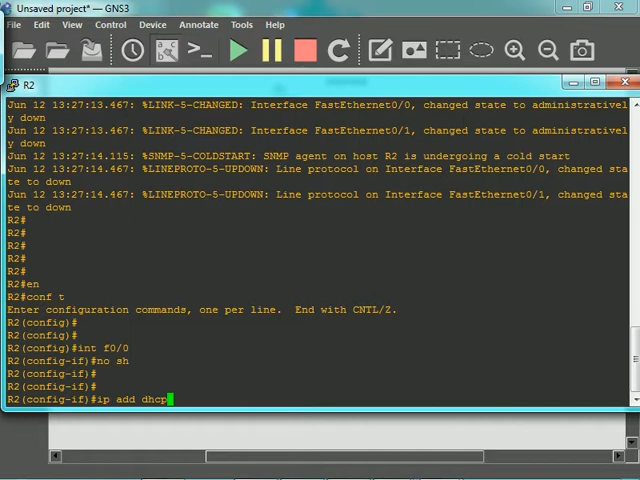 Unsaved project* — GNS3
File Edit View Control Device Annotate Tools Help
R2
Jun 12 13:27:13.467: %LINK-5-CHANGED: Interface FastEthernet0/0, changed state to administrativel
y down
Jun 12 13:27:13.467: %LINK-5-CHANGED: Interface FastEthernet0/1, changed state to administrativel
y down
Jun 12 13:27:14.115: %SNMP-5-COLDSTART: SNMP agent on host R2 is undergoing a cold start
Jun 12 13:27:14.467: %LINEPROTO-5-UPDOWN: Line protocol on Interface FastEthernet0/0, changed sta
te to down
Jun 12 13:27:14.467: %LINEPROTO-5-UPDOWN: Line protocol on Interface FastEthernet0/1, changed sta
te to down
R2#
R2#
R2#
R2#
R2#
R2#en
R2#conf t
Enter configuration commands, one per line.  End with CNTL/Z.
R2(config)#
R2(config)#
R2(config)#int f0/0
R2(config-if)#no sh
R2(config-if)#
R2(config-if)#
R2(config-if)#ip add dhcp